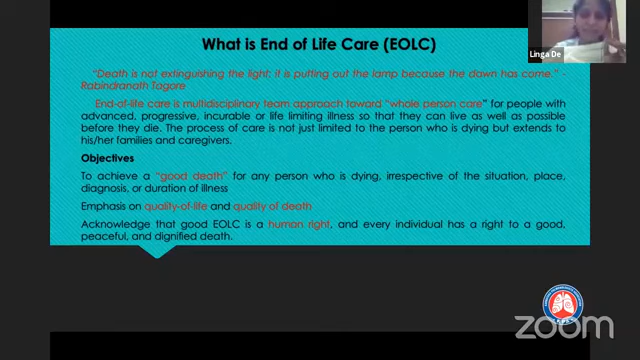 Linga De
What is End of Life Care (EOLC)
"Death is not extinguishing the light; it is putting out the lamp because the dawn has come." -
Rabindranath Tagore
End-of-life care is multidisciplinary team approach toward "whole person care" for people with
advanced, progressive, incurable or life limiting illness so that they can live as well as possible
before they die. The process of care is not just limited to the person who is dying but extends to
his/her families and caregivers.
Objectives
To achieve a "good death" for any person who is dying, irrespective of the situation, place,
diagnosis, or duration of illness
Emphasis on quality-of-life and quality of death
Acknowledge that good EOLC is a human right, and every individual has a right to a good,
peaceful, and dignified death.
zoom